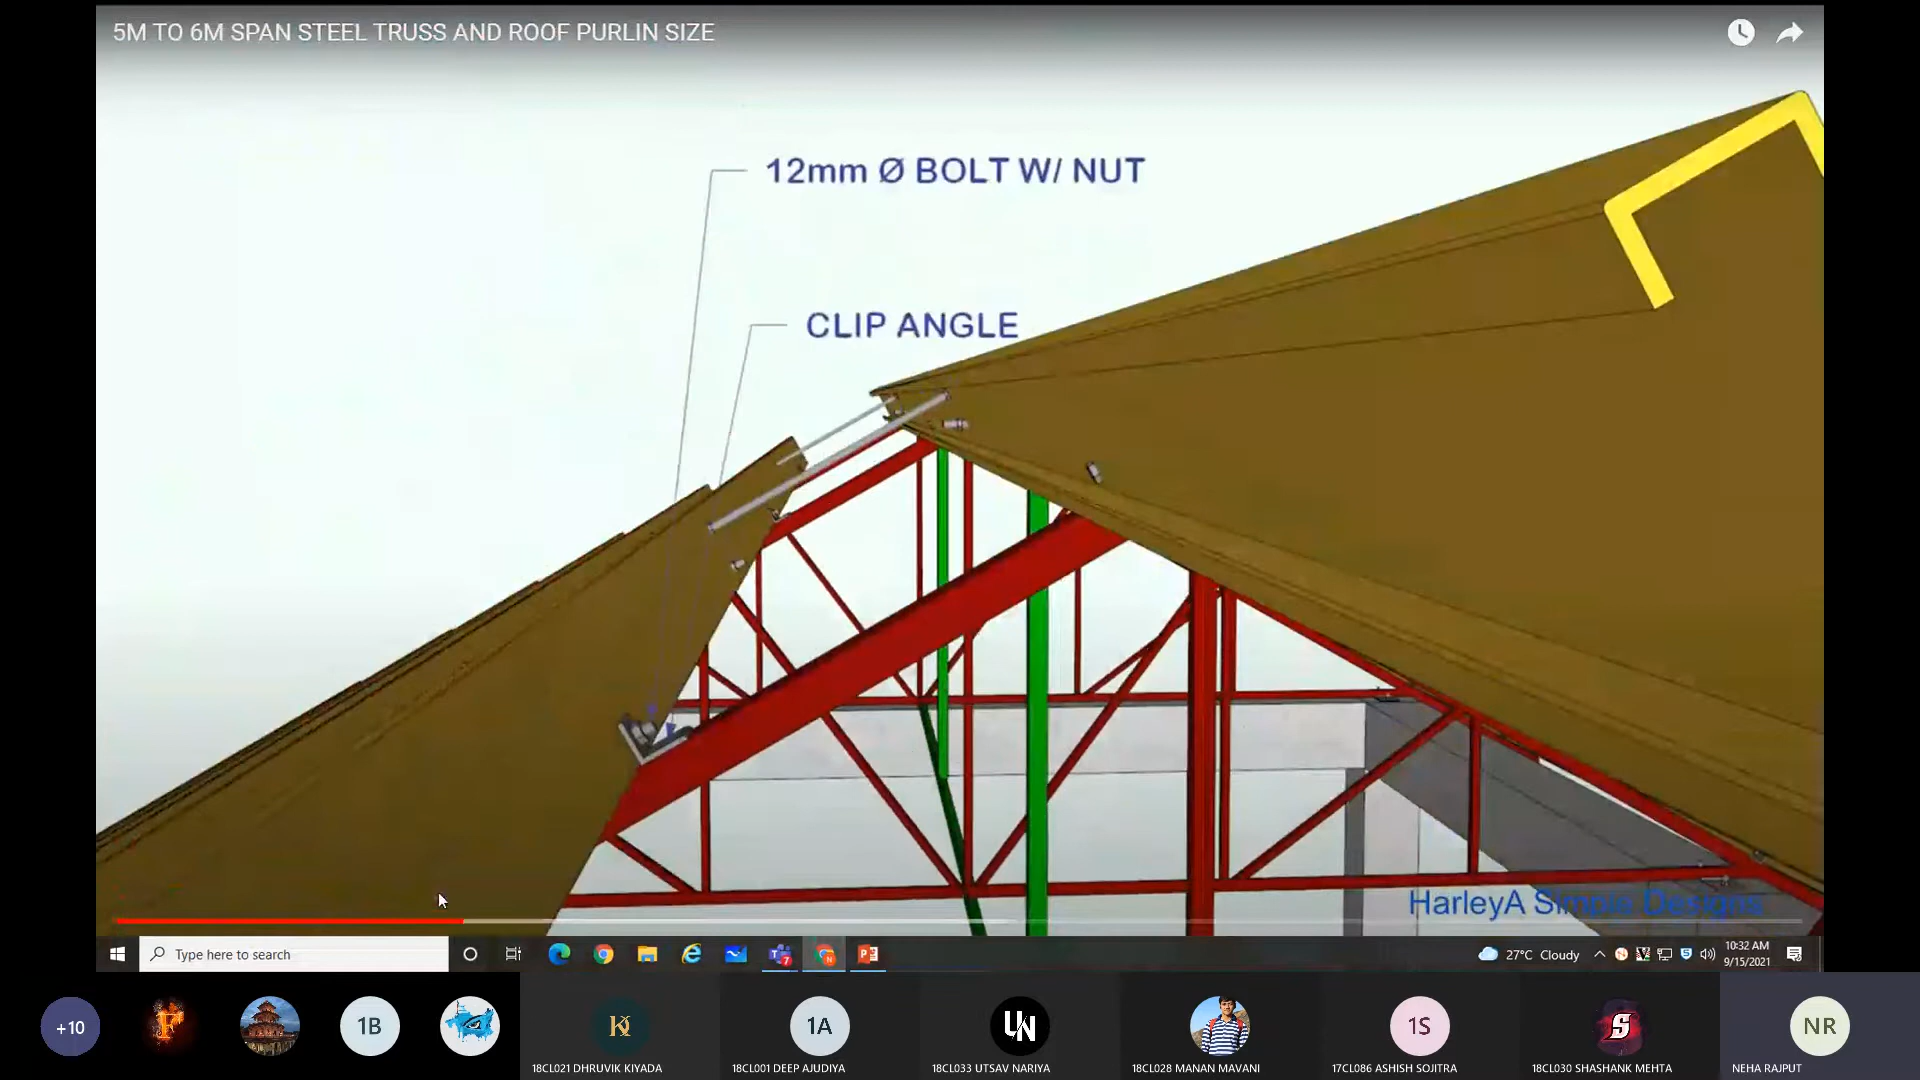 5M TO 6M SPAN STEEL TRUSS AND ROOF PURLIN SIZE
12mm Ø BOLT W/ NUT
CLIP ANGLE
HarleyA Simple Designs
Type here to search
7
N
27°C Cloudy
10:32 AM
9/15/2021
+10
F
1B
K
1A
UN
1S
S
NR
18CL021 DHRUVIK KIYADA
18CL001 DEEP AJUDIYA
18CL033 UTSAV NARIYA
18CL028 MANAN MAVANI
17CL086 ASHISH SOJITRA
18CL030 SHASHANK MEHTA
NEHA RAJPUT